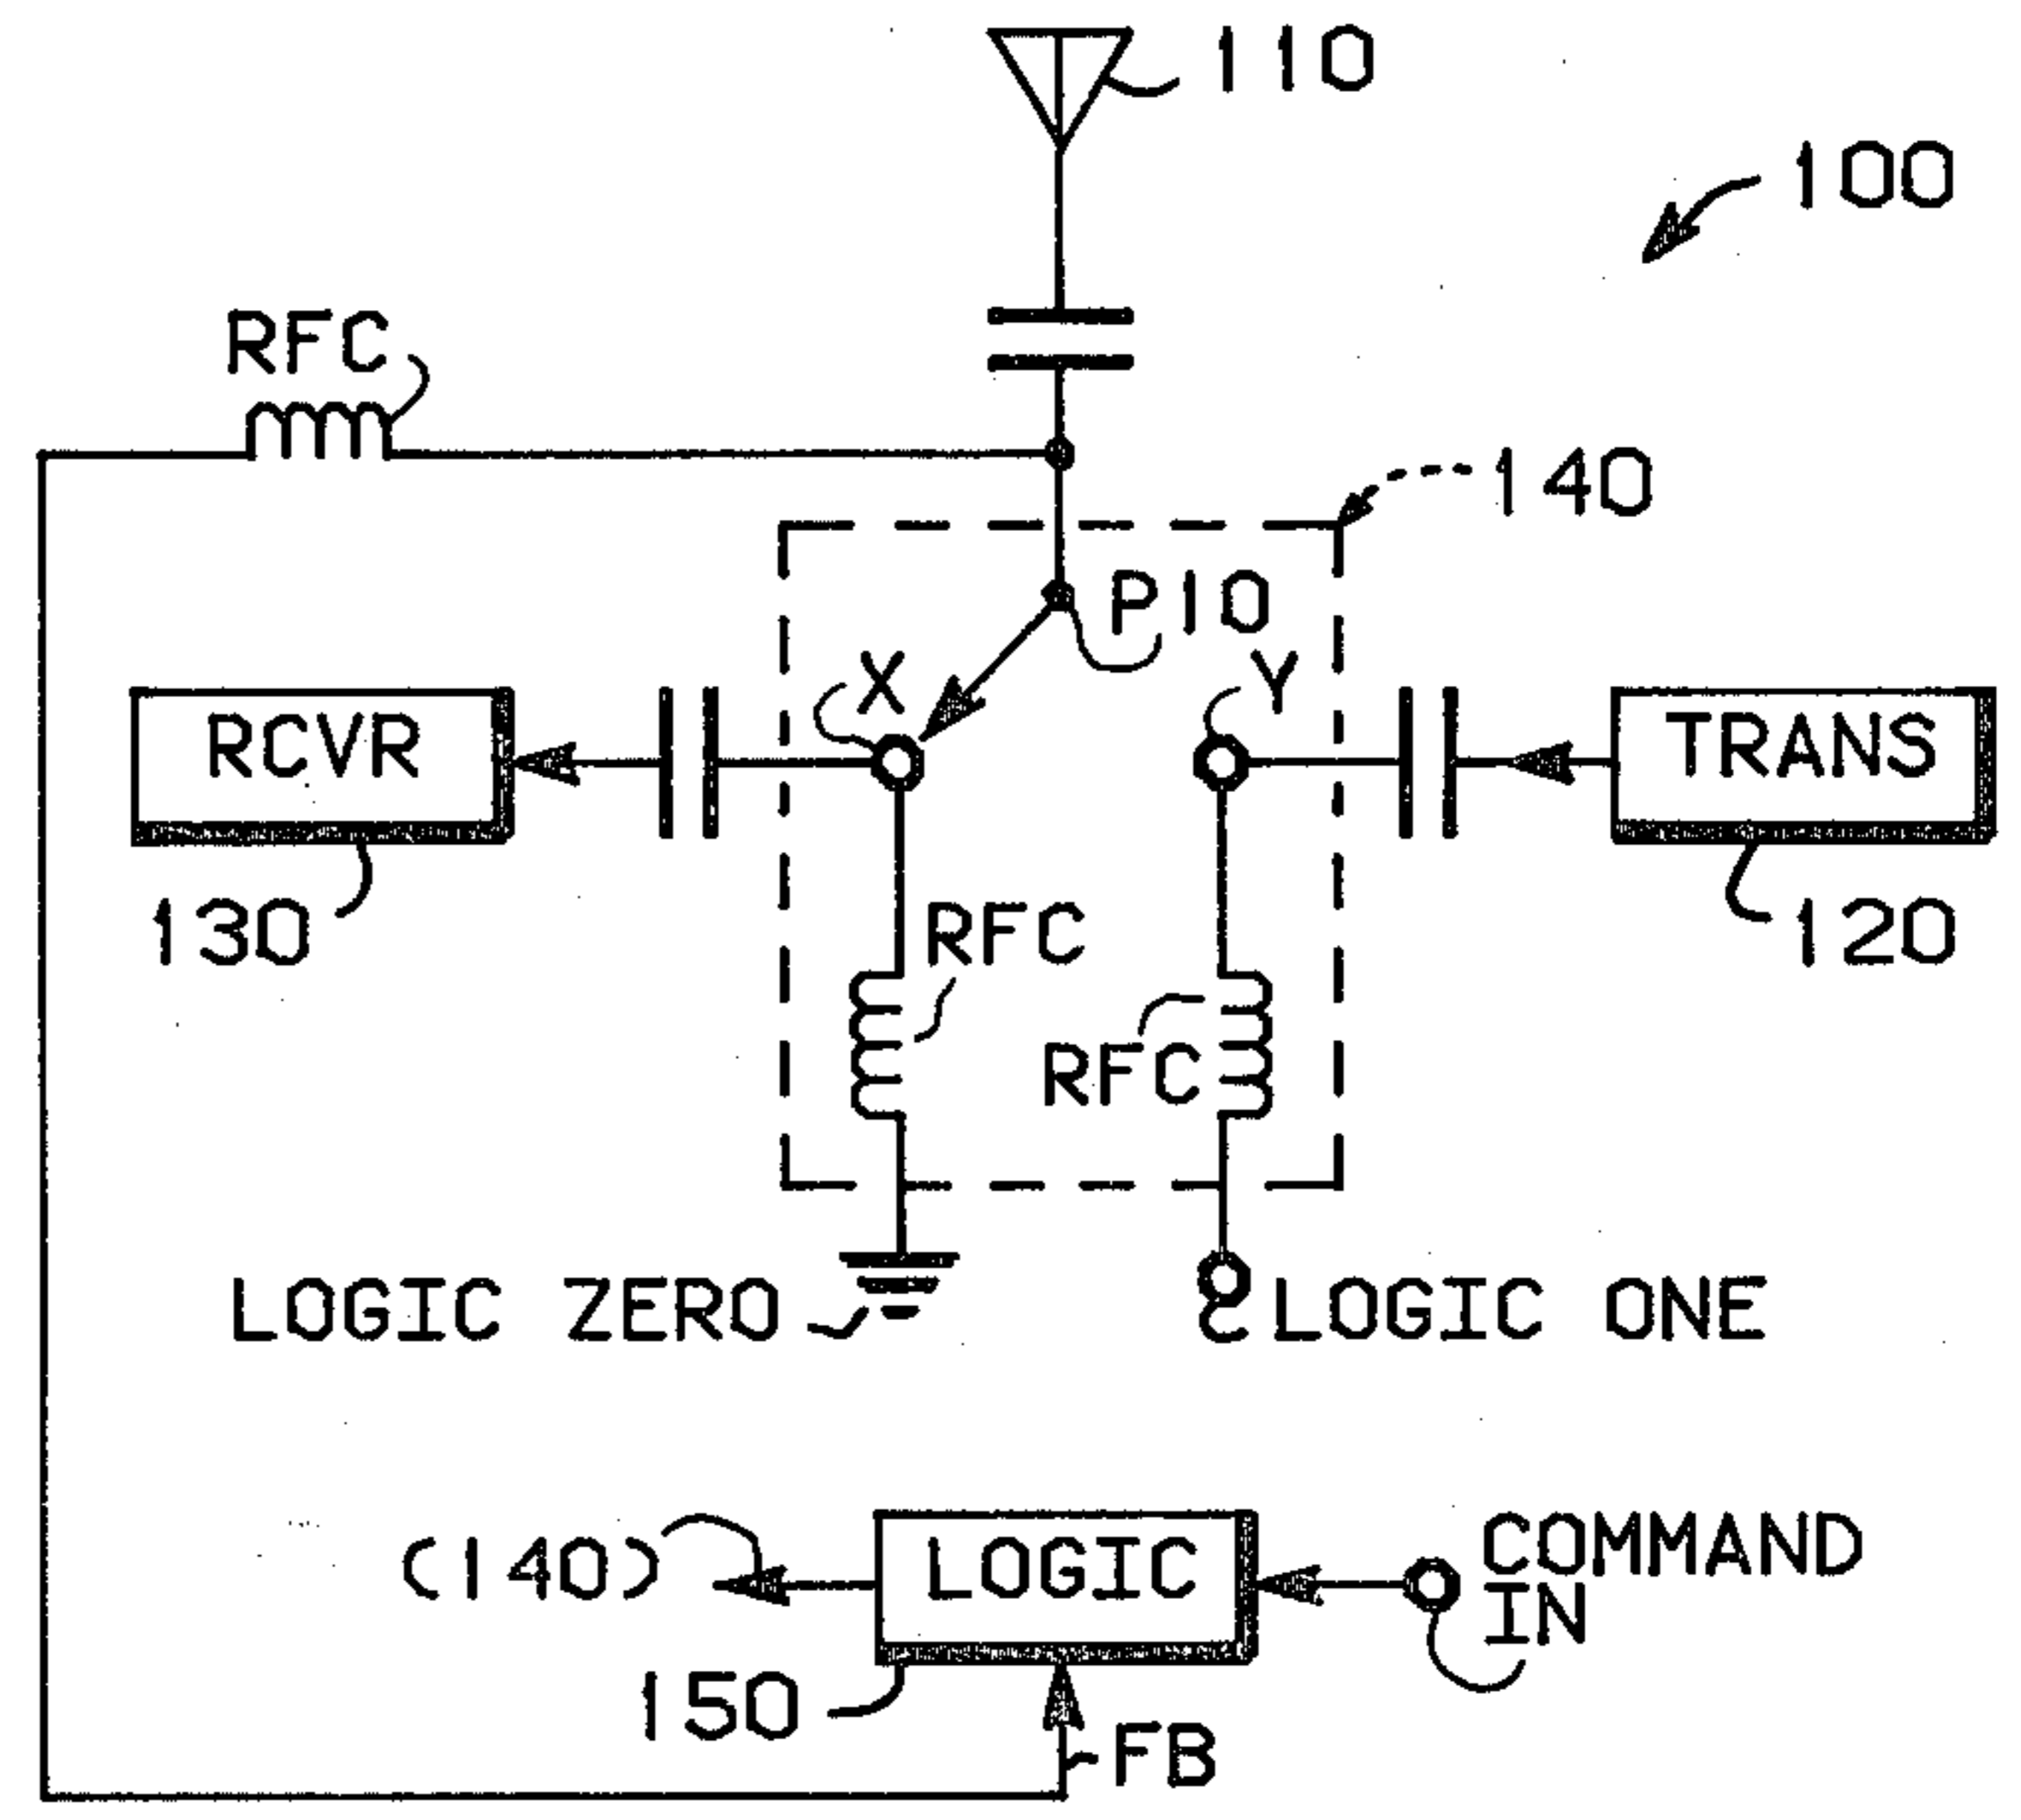 110
100
RFC
140
P10
X
Y
RCVR
TRANS
130
RFC
120
RFC
LOGIC ZERO
LOGIC ONE
(140)
LOGIC
COMMAND
IN
150
FB